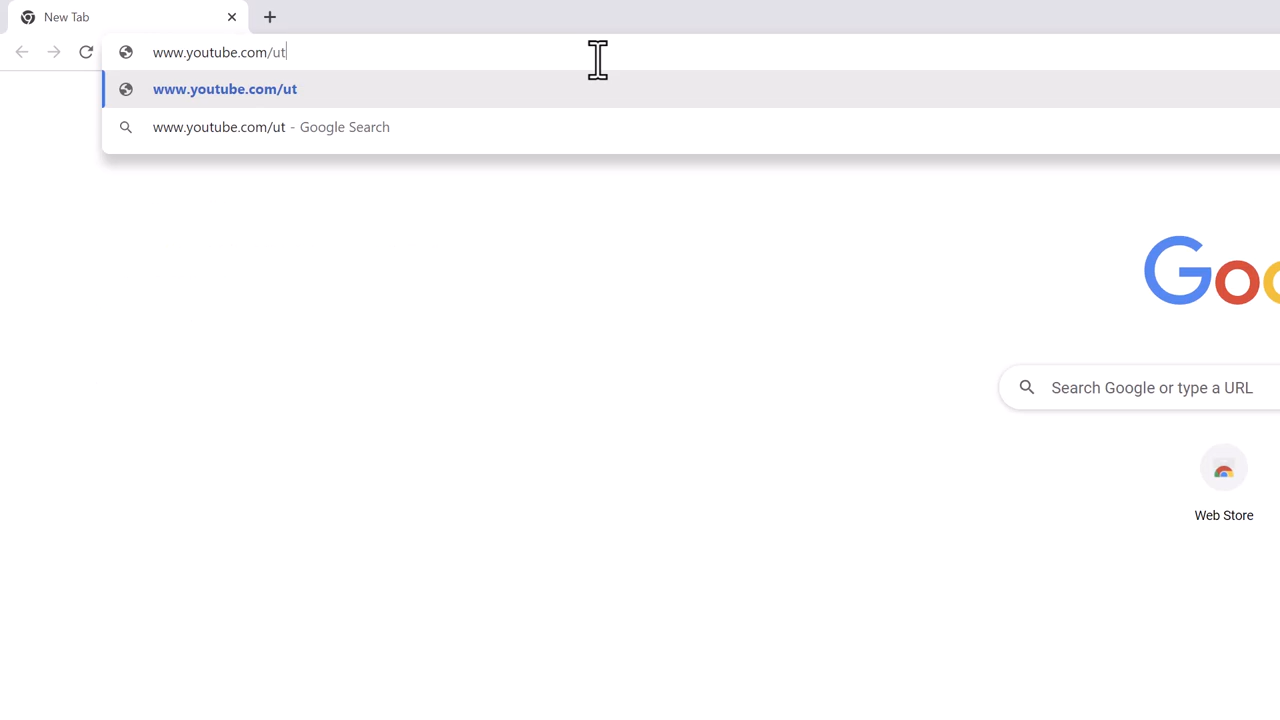 New Tab
www.youtube.com/ut
www.youtube.com/ut
www.youtube.com/ut - Google Search
Goo
Search Google or type a URL
Web Store